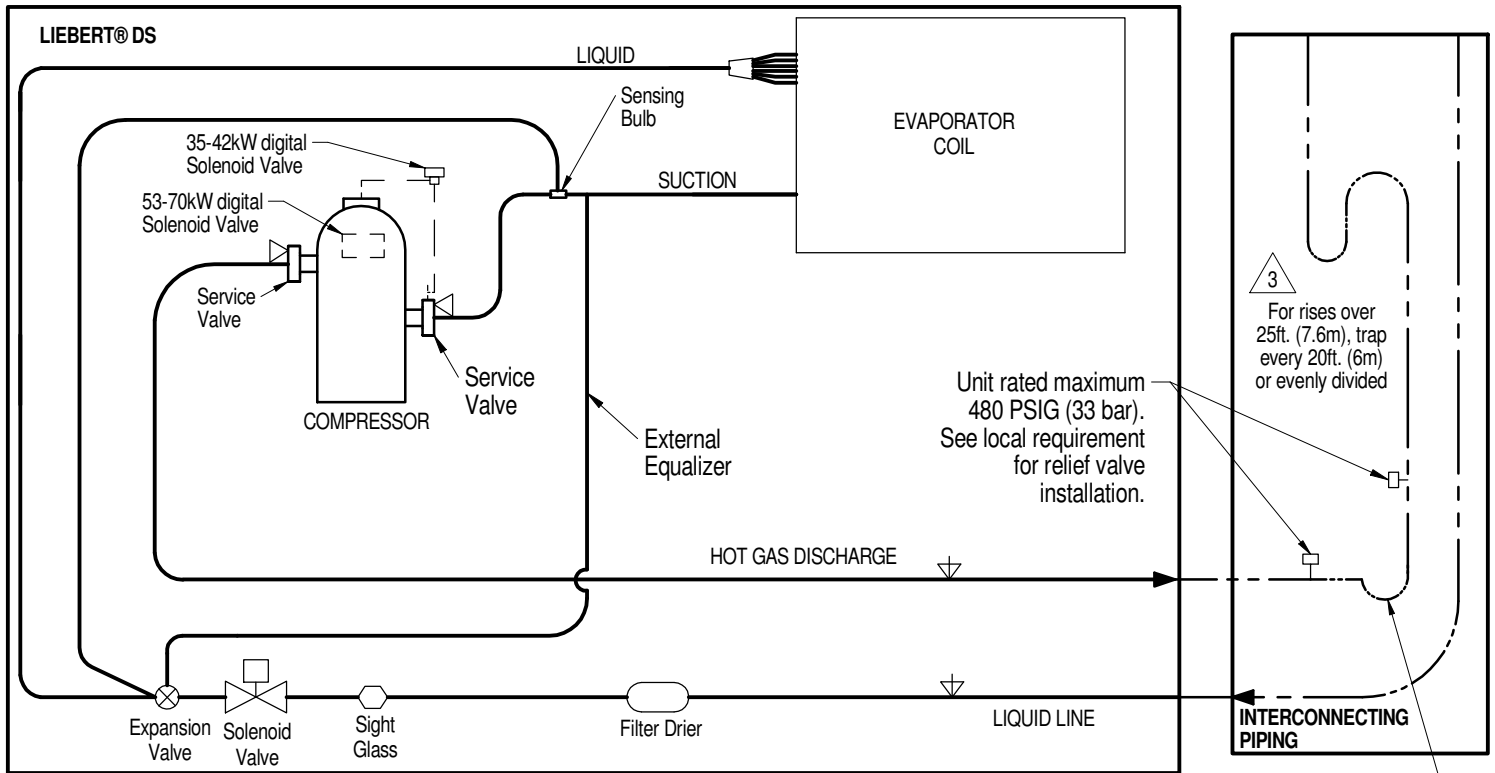 LIEBERT® DS
LIQUID
Sensing
Bulb
EVAPORATOR
COIL
35-42kW digital
Solenoid Valve
SUCTION
53-70kW digital
Solenoid Valve
Service
Valve
Service
Valve
COMPRESSOR
External
Equalizer
Unit rated maximum
480 PSIG (33 bar).
See local requirement
for relief valve
installation.
3
For rises over
25ft. (7.6m), trap
every 20ft. (6m)
or evenly divided
HOT GAS DISCHARGE
Expansion
Valve
Solenoid
Valve
Sight
Glass
Filter Drier
LIQUID LINE
INTERCONNECTING
PIPING